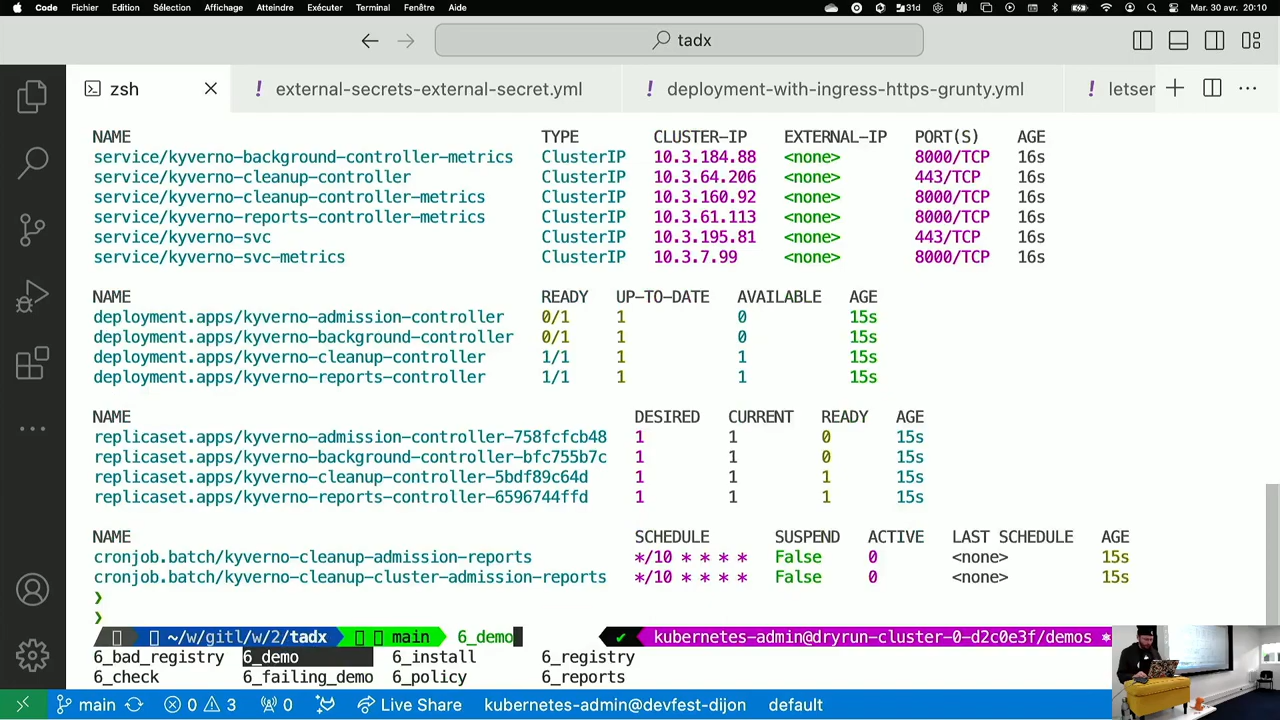 Code Fichier Édition Sélection Affichage Atteindre Exécuter Terminal Fenêtre Aide 31d Mar. 30 avr. 20:10
tadx
zsh ! external-secrets-external-secret.yml ! deployment-with-ingress-https-grunty.yml ! letser
NAME TYPE CLUSTER-IP EXTERNAL-IP PORT(S) AGE
service/kyverno-background-controller-metrics ClusterIP 10.3.184.88 <none> 8000/TCP 16s
service/kyverno-cleanup-controller ClusterIP 10.3.64.206 <none> 443/TCP 16s
service/kyverno-cleanup-controller-metrics ClusterIP 10.3.160.92 <none> 8000/TCP 16s
service/kyverno-reports-controller-metrics ClusterIP 10.3.61.113 <none> 8000/TCP 16s
service/kyverno-svc ClusterIP 10.3.195.81 <none> 443/TCP 16s
service/kyverno-svc-metrics ClusterIP 10.3.7.99 <none> 8000/TCP 16s
NAME READY UP-TO-DATE AVAILABLE AGE
deployment.apps/kyverno-admission-controller 0/1 1 0 15s
deployment.apps/kyverno-background-controller 0/1 1 0 15s
deployment.apps/kyverno-cleanup-controller 1/1 1 1 15s
deployment.apps/kyverno-reports-controller 1/1 1 1 15s
NAME DESIRED CURRENT READY AGE
replicaset.apps/kyverno-admission-controller-758fcfcb48 1 1 0 15s
replicaset.apps/kyverno-background-controller-bfc755b7c 1 1 0 15s
replicaset.apps/kyverno-cleanup-controller-5bdf89c64d 1 1 1 15s
replicaset.apps/kyverno-reports-controller-6596744ffd 1 1 1 15s
NAME SCHEDULE SUSPEND ACTIVE LAST SCHEDULE AGE
cronjob.batch/kyverno-cleanup-admission-reports */10 * * * * False 0 <none> 15s
cronjob.batch/kyverno-cleanup-cluster-admission-reports */10 * * * * False 0 <none> 15s
❯
❯
~/w/gitl/w/2/tadx main 6_demo ✔ kubernetes-admin@dryrun-cluster-0-d2c0e3f/demos *
6_bad_registry 6_demo 6_install 6_registry
6_check 6_failing_demo 6_policy 6_reports
main 0 3 0 Live Share kubernetes-admin@devfest-dijon default